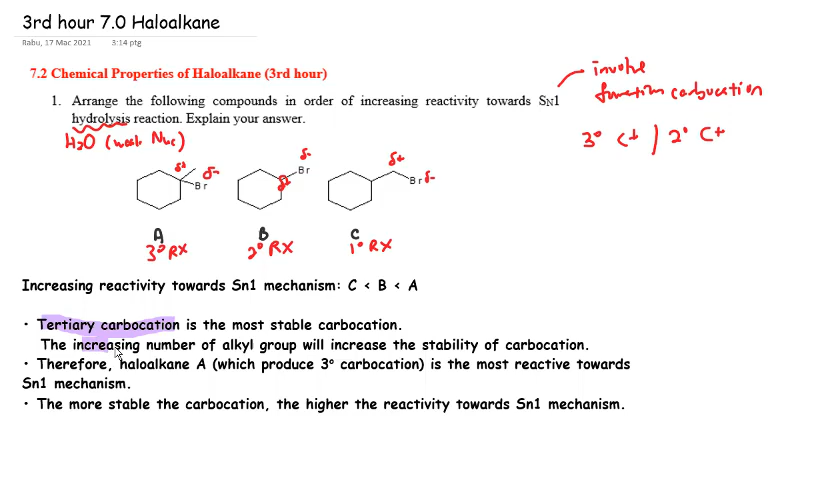 3rd hour 7.0 Haloalkane
Rabu, 17 Mac 2021 3:14 ptg
7.2 Chemical Properties of Haloalkane (3rd hour)
1. Arrange the following compounds in order of increasing reactivity towards SN1
hydrolysis reaction. Explain your answer.
involve
carbocation
3° C+ / 2° C+
H2O (weak Nuc)
δ+ δ- Br
δ+ δ- Br
δ+ Br δ-
A B C
3° RX 2° RX 1° RX
Increasing reactivity towards Sn1 mechanism: C < B < A
• Tertiary carbocation is the most stable carbocation.
The increasing number of alkyl group will increase the stability of carbocation.
• Therefore, haloalkane A (which produce 3° carbocation) is the most reactive towards
Sn1 mechanism.
• The more stable the carbocation, the higher the reactivity towards Sn1 mechanism.